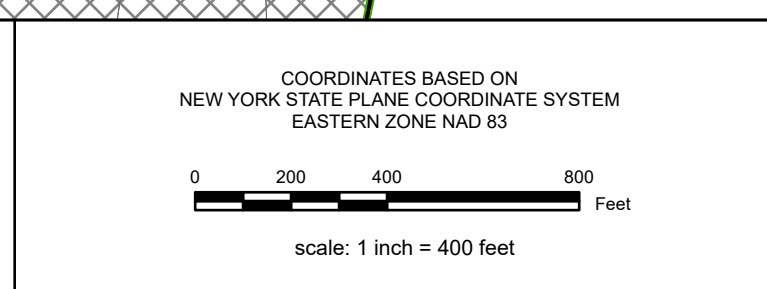 COORDINATES BASED ON
NEW YORK STATE PLANE COORDINATE SYSTEM
EASTERN ZONE NAD 83
0 200 400 800
Feet
scale: 1 inch = 400 feet